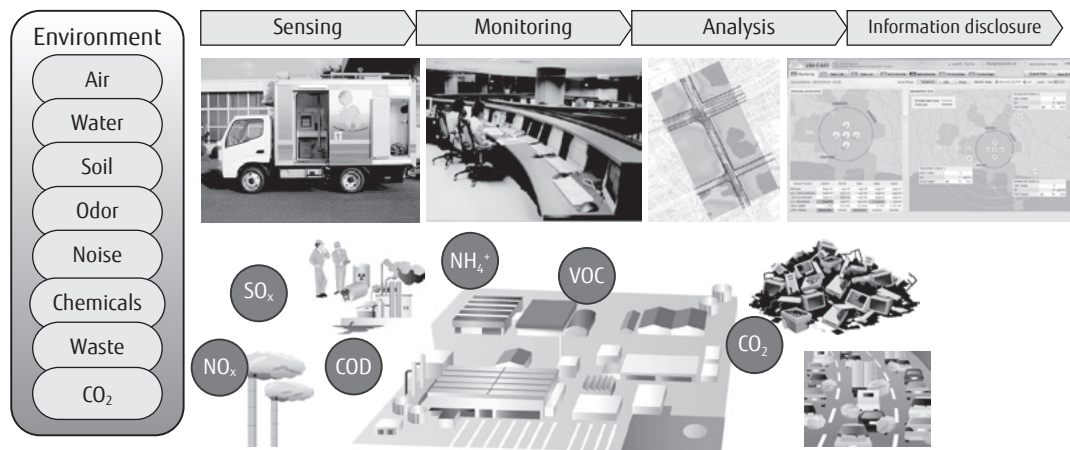 Environment
Air
Water
Soil
Odor
Noise
Chemicals
Waste
CO₂
Sensing
Monitoring
Analysis
Information disclosure
SOₓ
NH₄⁺
VOC
NOₓ
COD
CO₂